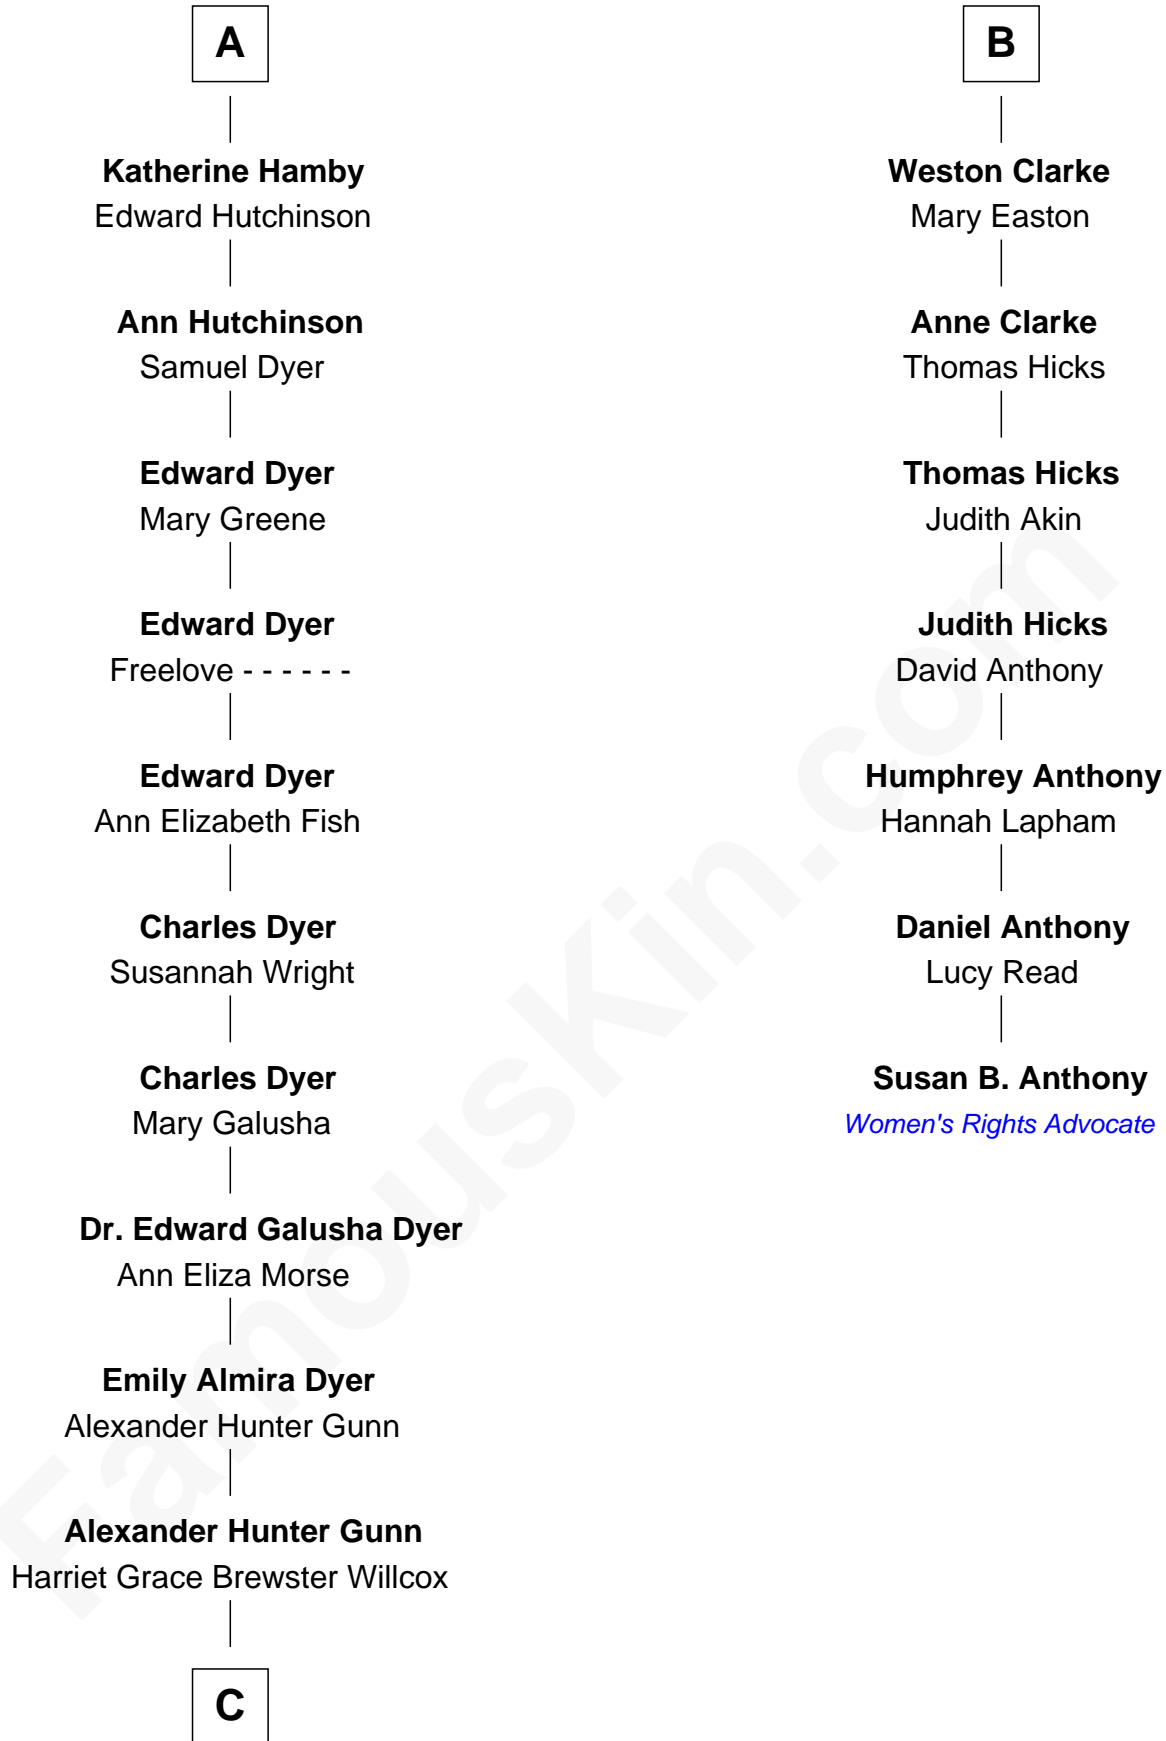 A
Katherine Hamby
Edward Hutchinson
Ann Hutchinson
Samuel Dyer
Edward Dyer
Mary Greene
Edward Dyer
Freelove - - - - - -
Edward Dyer
Ann Elizabeth Fish
Charles Dyer
Susannah Wright
Charles Dyer
Mary Galusha
Dr. Edward Galusha Dyer
Ann Eliza Morse
Emily Almira Dyer
Alexander Hunter Gunn
Alexander Hunter Gunn
Harriet Grace Brewster Willcox
C
B
Weston Clarke
Mary Easton
Anne Clarke
Thomas Hicks
Thomas Hicks
Judith Akin
Judith Hicks
David Anthony
Humphrey Anthony
Hannah Lapham
Daniel Anthony
Lucy Read
Susan B. Anthony
Women's Rights Advocate
FamousKin.com